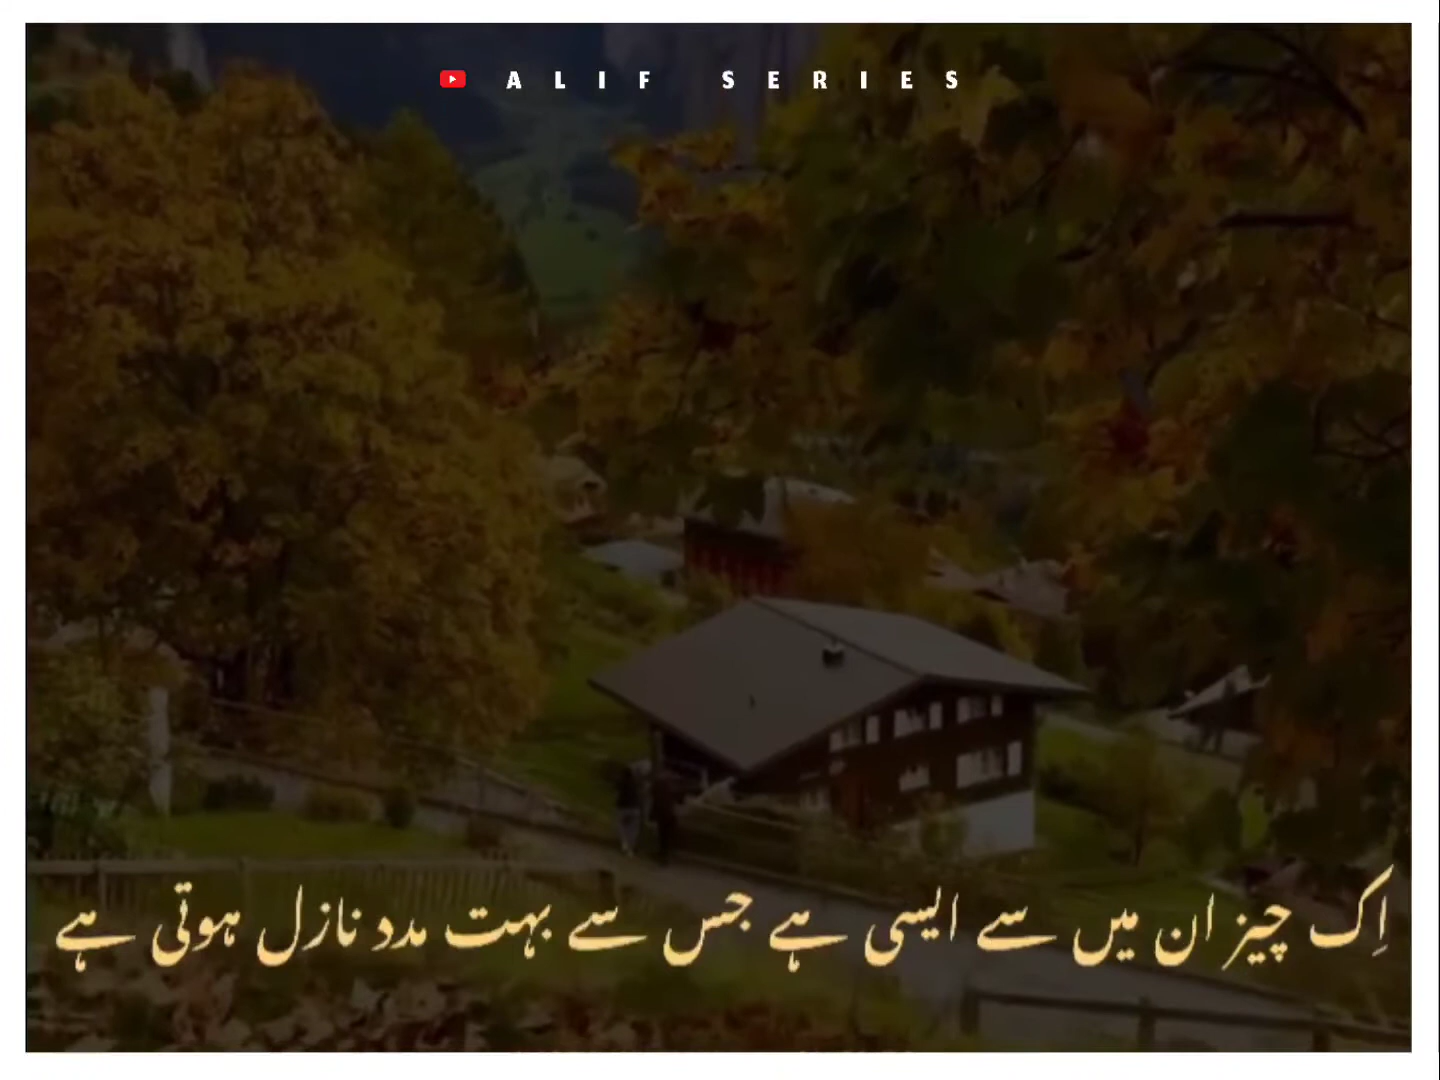 ALIF SERIES
اِک چیز ان میں سے ایسی ہے جس سے بہت مدد نازل ہوتی ہے